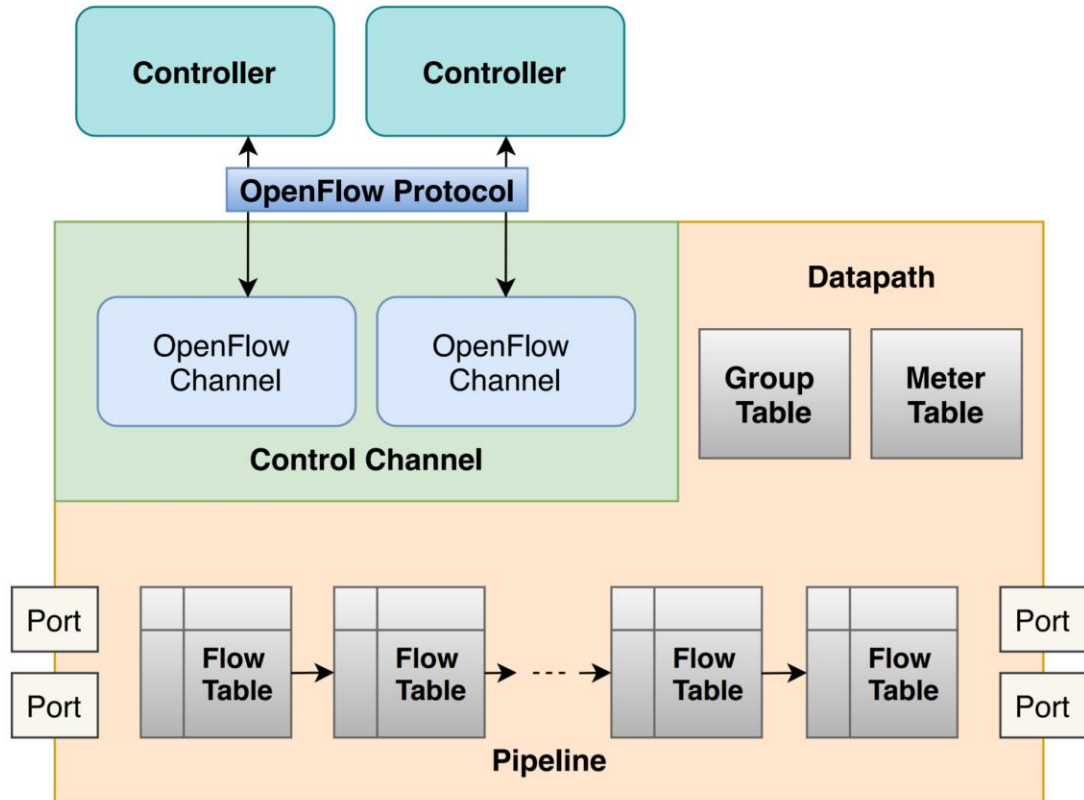 Controller
Controller
OpenFlow Protocol
Datapath
OpenFlow
Channel
OpenFlow
Channel
Group
Table
Meter
Table
Control Channel
Port
Port
Flow
Table
Flow
Table
----
Flow
Table
Flow
Table
Port
Port
Pipeline